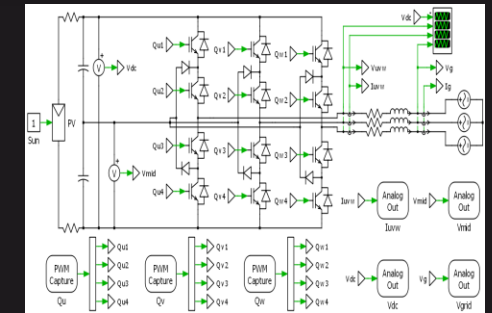 Vdc
Qu1
Qv1
Qw1
V
Vdc
Vuvw
Vg
Iuvw
Ig
Qu2
Qv2
Qw2
1
Sun
PV
Qu3
Qv3
Qw3
V
Vmid
Qu4
Qv4
Qw4
Iuvw
Analog
Out
Iuvw
Vmid
Analog
Out
Vmid
PWM
Capture
Qu
Qu1
Qu2
Qu3
Qu4
PWM
Capture
Qv
Qv1
Qv2
Qv3
Qv4
PWM
Capture
Qw
Qw1
Qw2
Qw3
Qw4
Vdc
Analog
Out
Vdc
Vg
Analog
Out
Vgrid